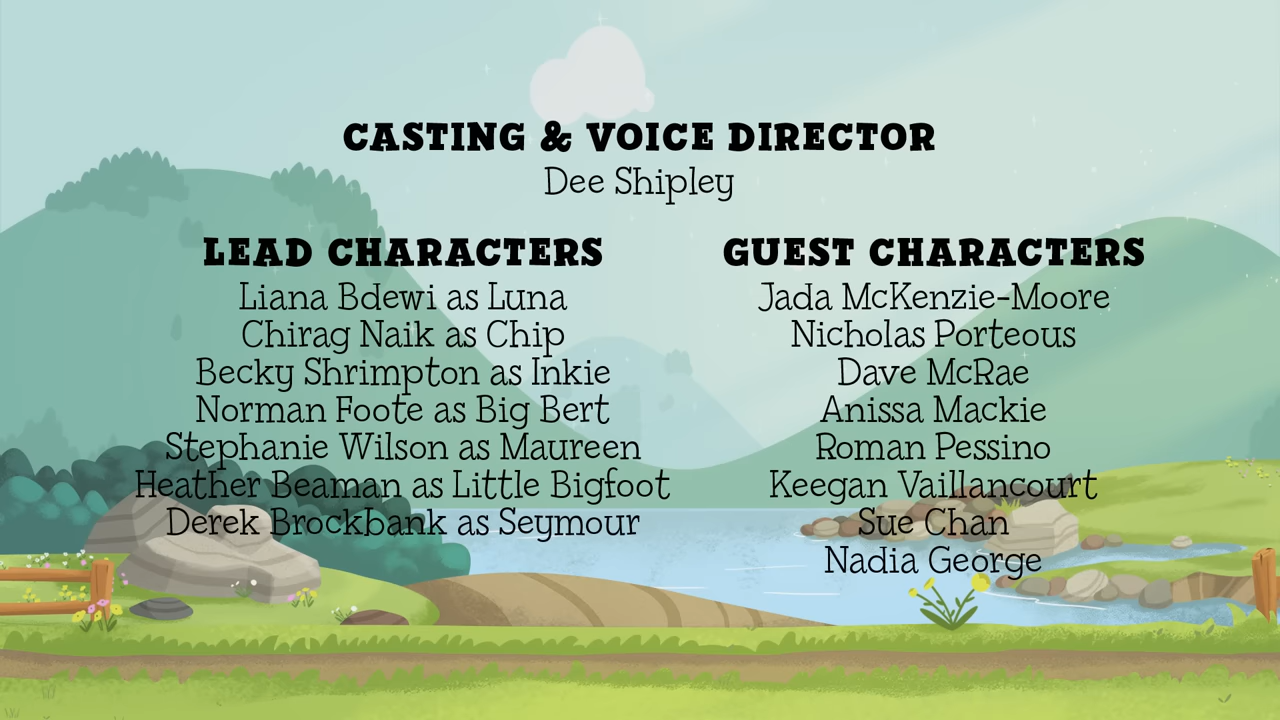 CASTING & VOICE DIRECTOR
Dee Shipley
LEAD CHARACTERS
Liana Bdewi as Luna
Chirag Naik as Chip
Becky Shrimpton as Inkie
Norman Foote as Big Bert
Stephanie Wilson as Maureen
Heather Beaman as Little Bigfoot
Derek Brockbank as Seymour
GUEST CHARACTERS
Jada McKenzie-Moore
Nicholas Porteous
Dave McRae
Anissa Mackie
Roman Pessino
Keegan Vaillancourt
Sue Chan
Nadia George